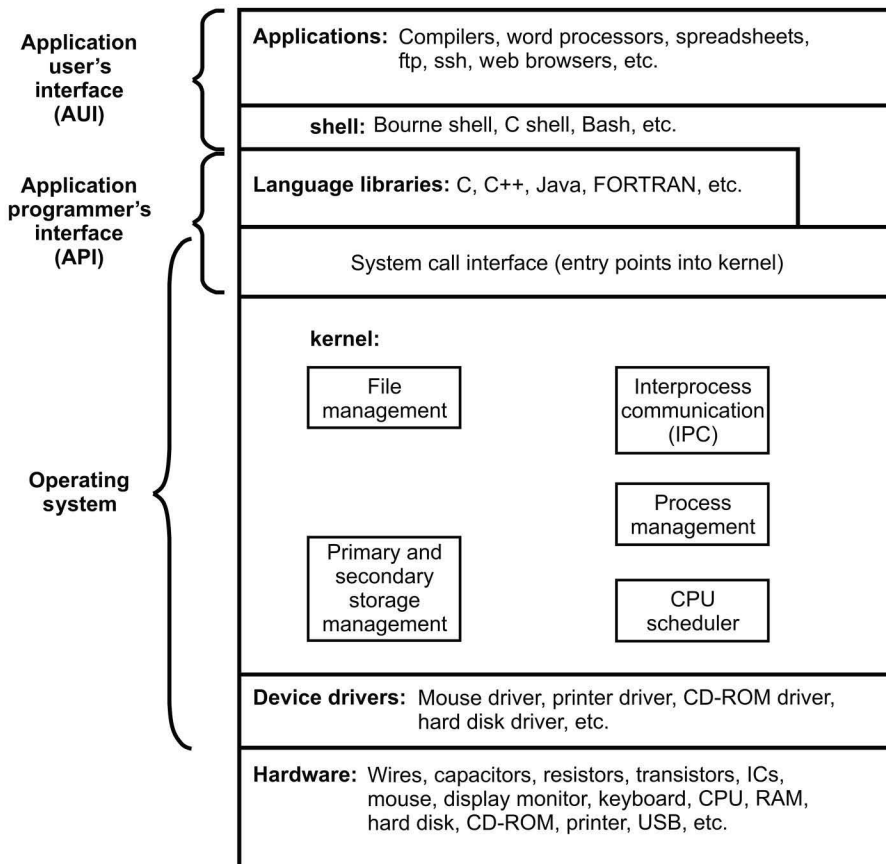 Application
user's
interface
(AUI)
Applications: Compilers, word processors, spreadsheets,
ftp, ssh, web browsers, etc.
shell: Bourne shell, C shell, Bash, etc.
Application
programmer's
interface
(API)
Language libraries: C, C++, Java, FORTRAN, etc.
System call interface (entry points into kernel)
Operating
system
kernel:
File
management
Interprocess
communication
(IPC)
Process
management
Primary and
secondary
storage
management
CPU
scheduler
Device drivers: Mouse driver, printer driver, CD-ROM driver,
hard disk driver, etc.
Hardware: Wires, capacitors, resistors, transistors, ICs,
mouse, display monitor, keyboard, CPU, RAM,
hard disk, CD-ROM, printer, USB, etc.